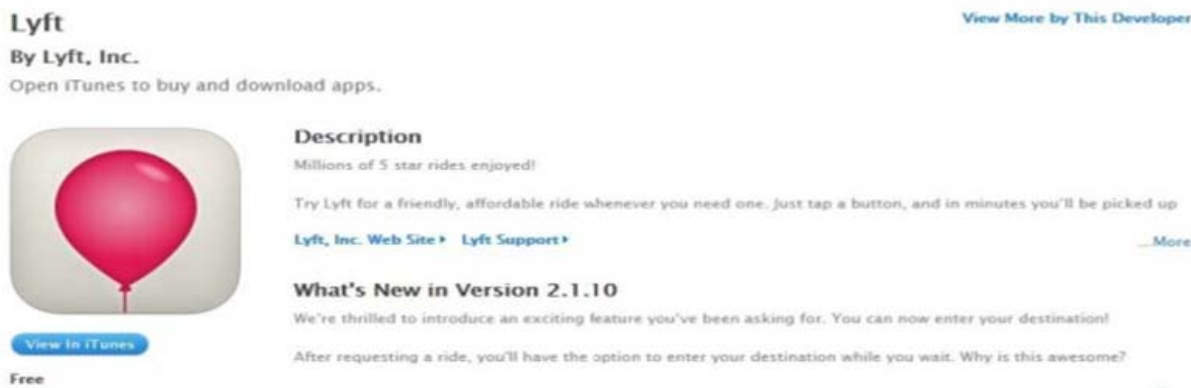 Lyft
View More by This Developer
By Lyft, Inc.
Open iTunes to buy and download apps.
Description
Millions of 5 star rides enjoyed!
Try Lyft for a friendly, affordable ride whenever you need one. Just tap a button, and in minutes you'll be picked up
Lyft, Inc. Web Site Lyft Support
...More
What's New in Version 2.1.10
We're thrilled to introduce an exciting feature you've been asking for. You can now enter your destination!
After requesting a ride, you'll have the option to enter your destination while you wait. Why is this awesome?
View In iTunes
Free